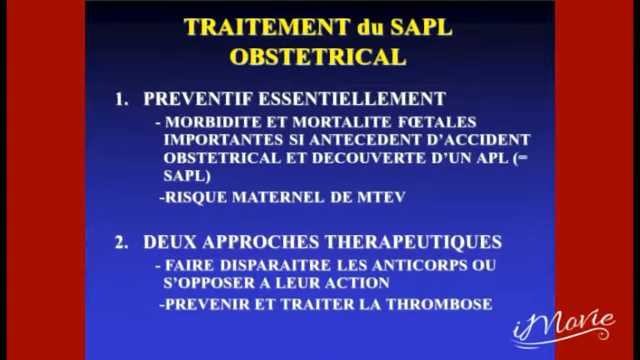 TRAITEMENT du SAPL
OBSTETRICAL
1. PREVENTIF ESSENTIELLEMENT
- MORBIDITE ET MORTALITE FŒTALES
IMPORTANTES SI ANTECEDENT D'ACCIDENT
OBSTETRICAL ET DECOUVERTE D'UN APL (=
SAPL)
-RISQUE MATERNEL DE MTEV
2. DEUX APPROCHES THERAPEUTIQUES
- FAIRE DISPARAITRE LES ANTICORPS OU
S'OPPOSER A LEUR ACTION
-PREVENIR ET TRAITER LA THROMBOSE
iMovie